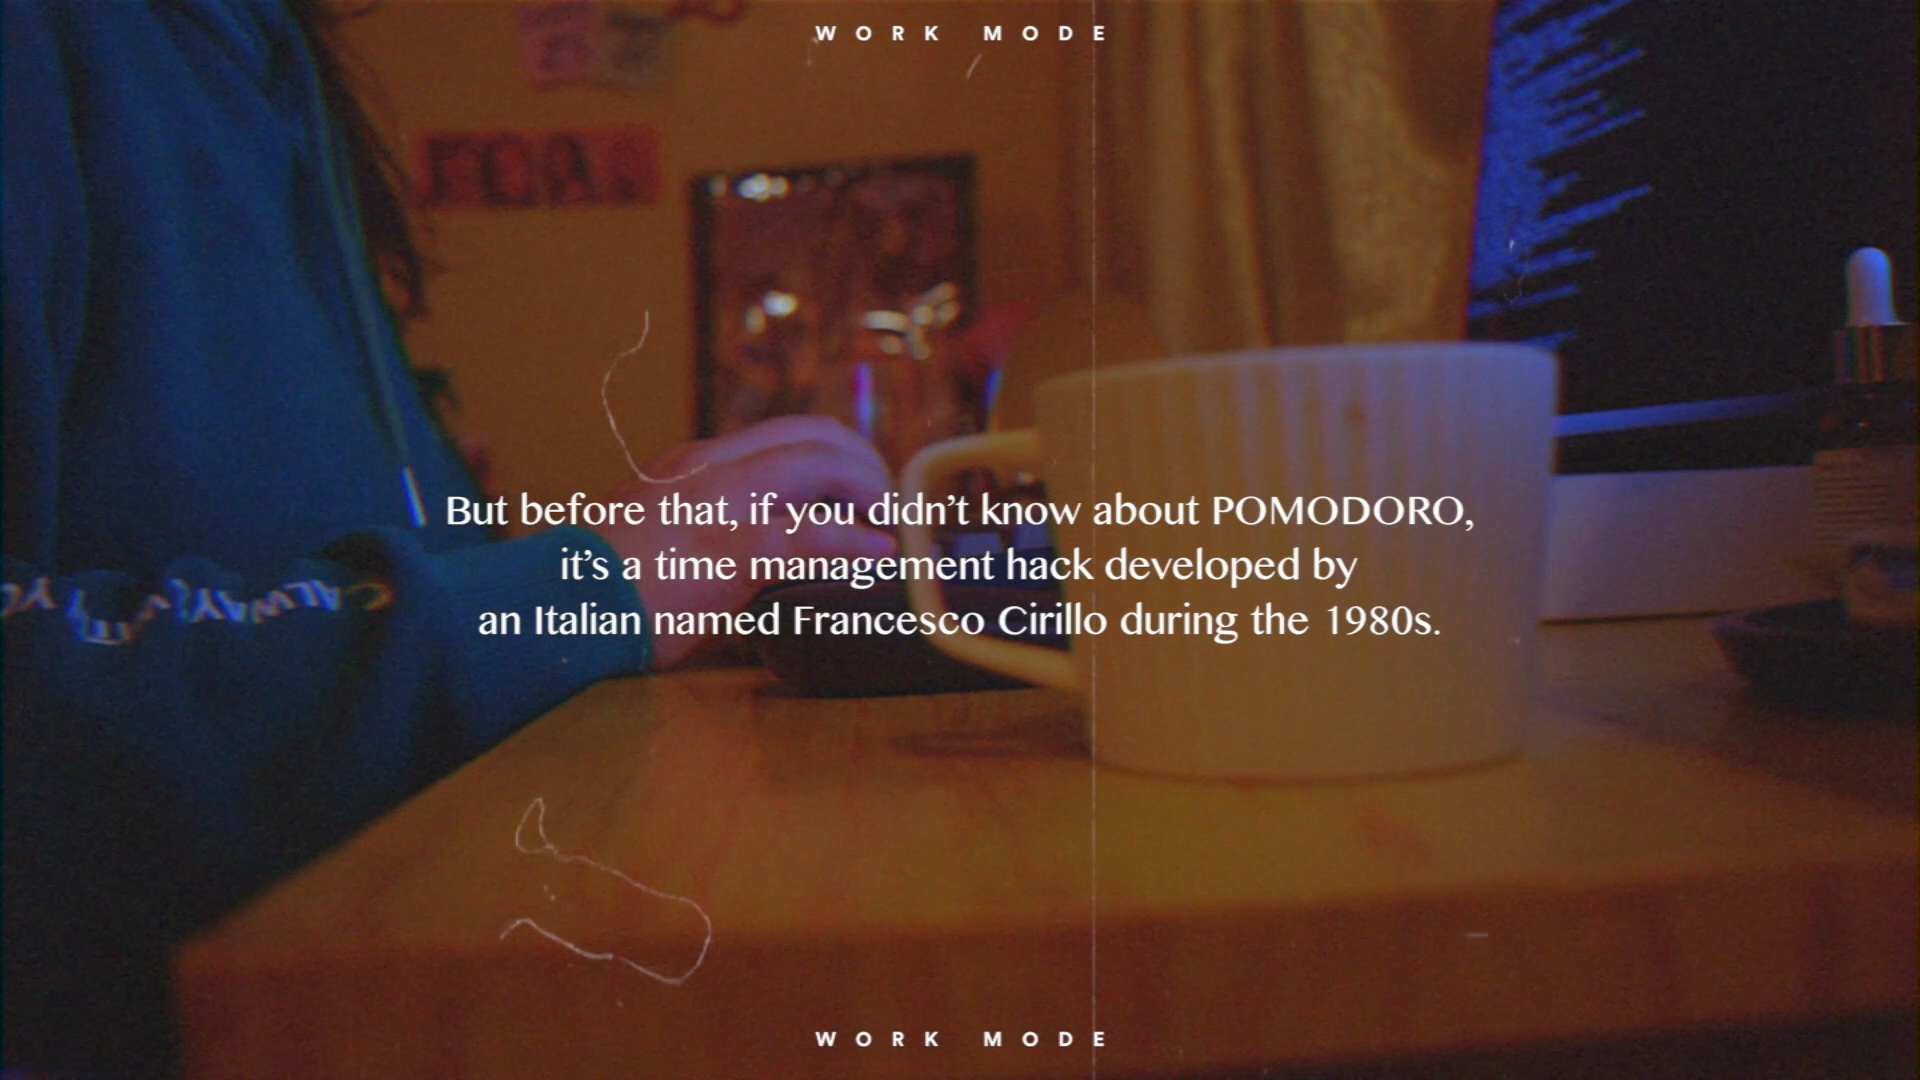 WORK MODE
But before that, if you didn't know about POMODORO,
it's a time management hack developed by
an Italian named Francesco Cirillo during the 1980s.
WORK MODE